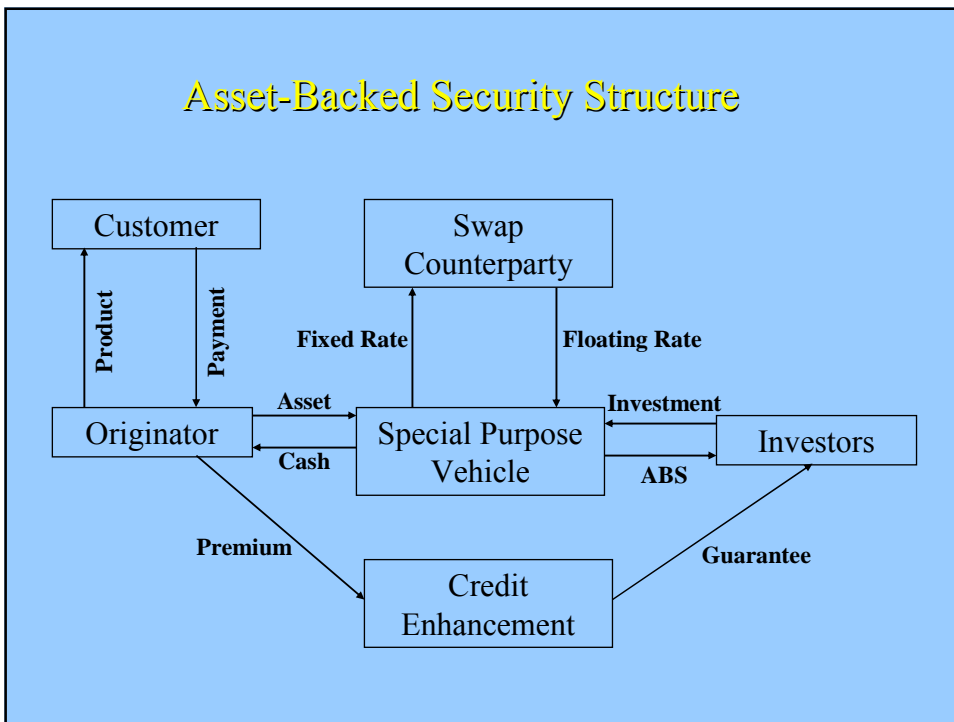 Asset-Backed Security Structure
Customer
Swap
Counterparty
Product
Payment
Fixed Rate
Floating Rate
Asset
Investment
Originator
Special Purpose
Vehicle
Investors
Cash
ABS
Premium
Guarantee
Credit
Enhancement